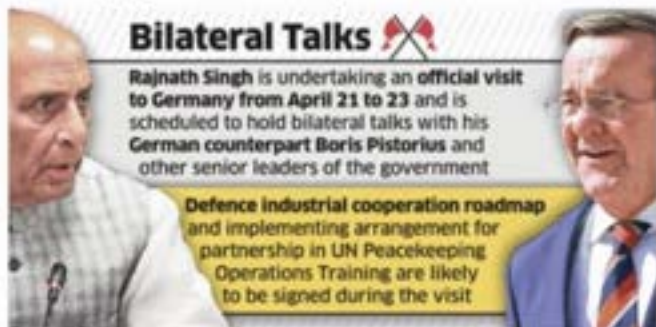 Bilateral Talks
Rajnath Singh is undertaking an official visit
to Germany from April 21 to 23 and is
scheduled to hold bilateral talks with his
German counterpart Boris Pistorius and
other senior leaders of the government
Defence industrial cooperation roadmap
and implementing arrangement for
partnership in UN Peacekeeping
Operations Training are likely
to be signed during the visit